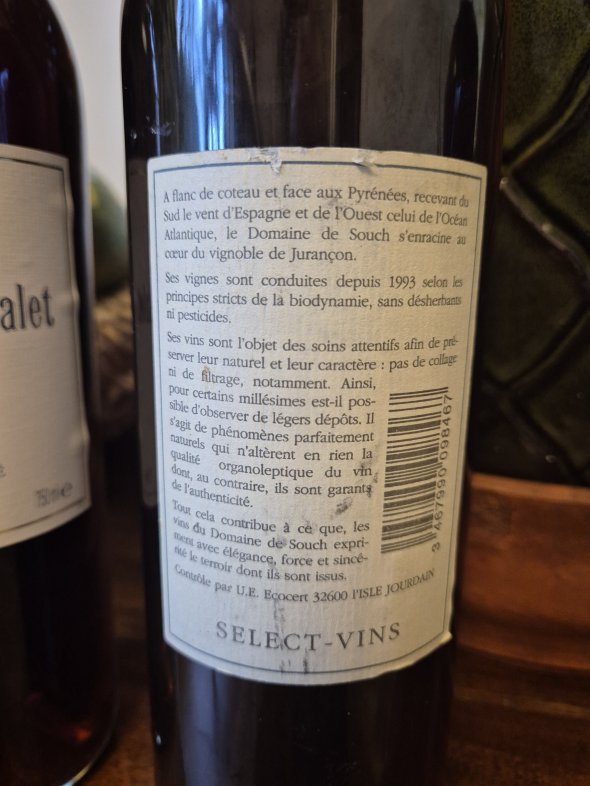 alet
750 ml e
A flanc de coteau et face aux Pyrénées, recevant du
Sud le vent d'Espagne et de l'Ouest celui de l'Océan
Atlantique, le Domaine de Souch s'enracine au
cœur du vignoble de Jurançon.
Ses vignes sont conduites depuis 1993 selon les
principes stricts de la biodynamie, sans désherbants
ni pesticides.
Ses vins sont l'objet des soins attentifs afin de pré-
server leur naturel et leur caractère : pas de collage
ni de filtrage, notamment. Ainsi,
pour certains millésimes est-il pos-
sible d'observer de légers dépôts. Il
s'agit de phénomènes parfaitement
naturels qui n'altèrent en rien la
qualité organoleptique du vin
dont, au contraire, ils sont garants
de l'authenticité.
Tout cela contribue à ce que, les
vins du Domaine de Souch expri-
ment avec élégance, force et sincé-
rité le terroir dont ils sont issus.
Contrôle par U.E. Ecocert 32600 l'ISLE JOURDAIN
3 467990 098467
SELECT-VINS